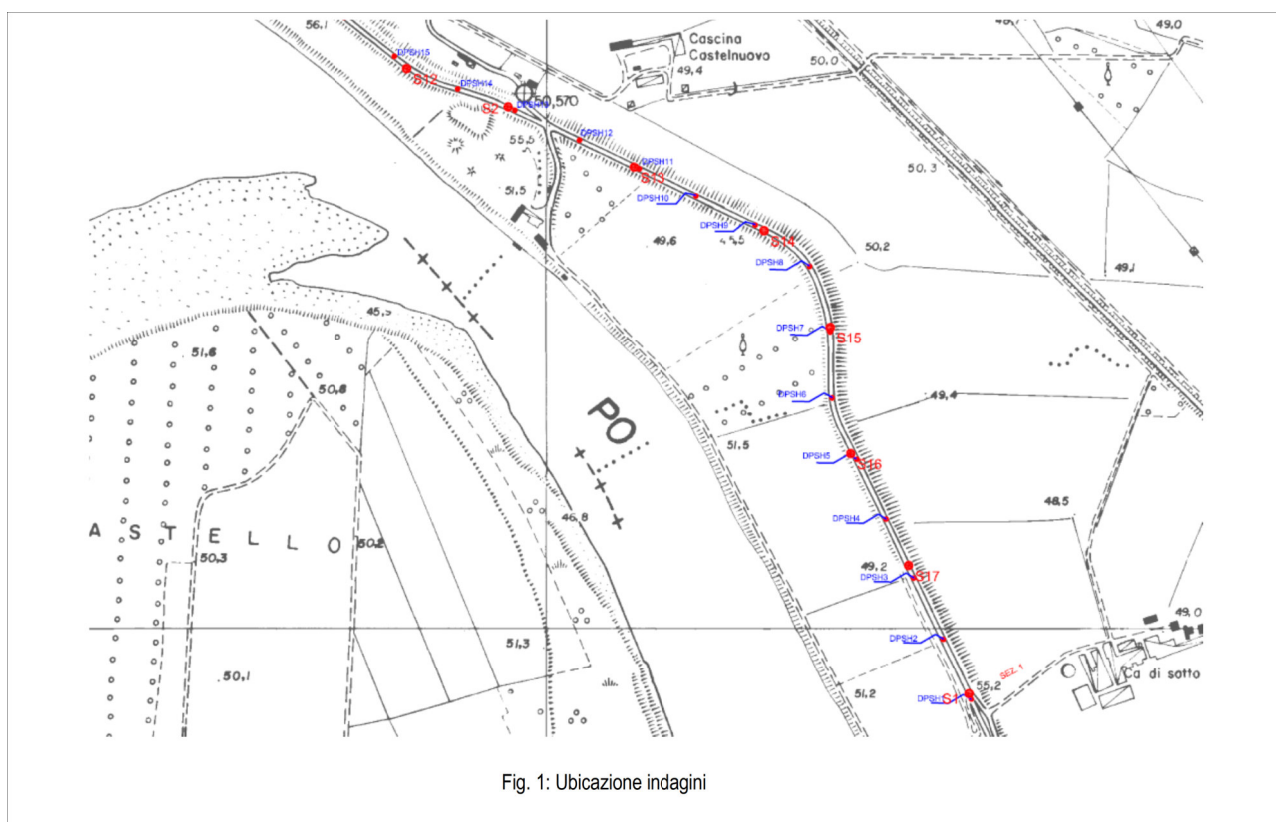 56,1
49,0
Cascina
Castelnuovo
49,4
50,0
DPSH15
S12
DPSH14
S2
50,570
55,5
DPSH12
51,5
DPSH11
S13
50,3
DPSH10
DPSH9
S14
49,6
50,2
DPSH8
49,1
45,5
DPSH7
S15
51,6
50,8
DPSH6
49,4
PO
51,5
DPSH5
S16
46,8
DPSH4
48,5
ASTELLO
50,3
50,2
49,2
S17
DPSH3
49,0
DPSH2
51,3
50,1
SEZ. 1
Ca di sotto
51,2
55,2
DPSH1
S1
Fig. 1: Ubicazione indagini